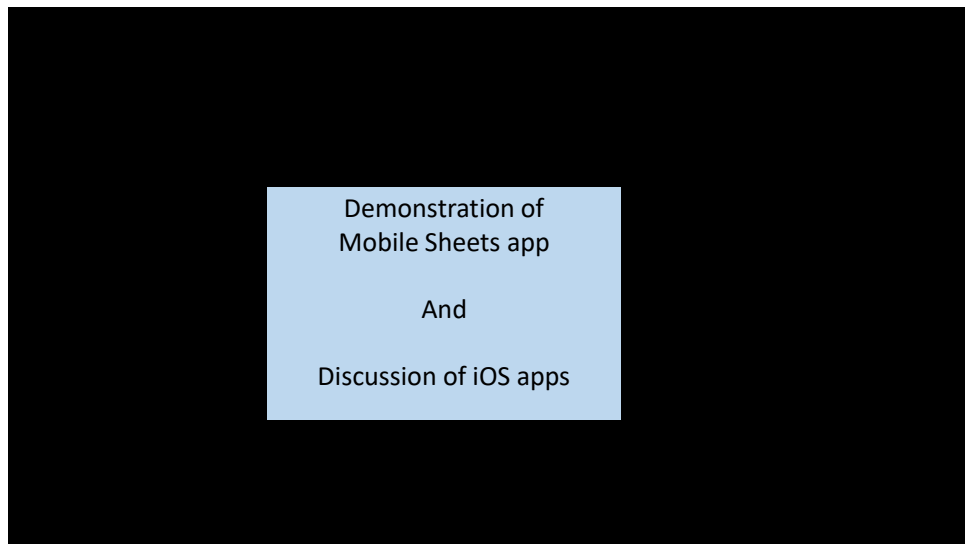 Demonstration of
Mobile Sheets app
And
Discussion of iOS apps